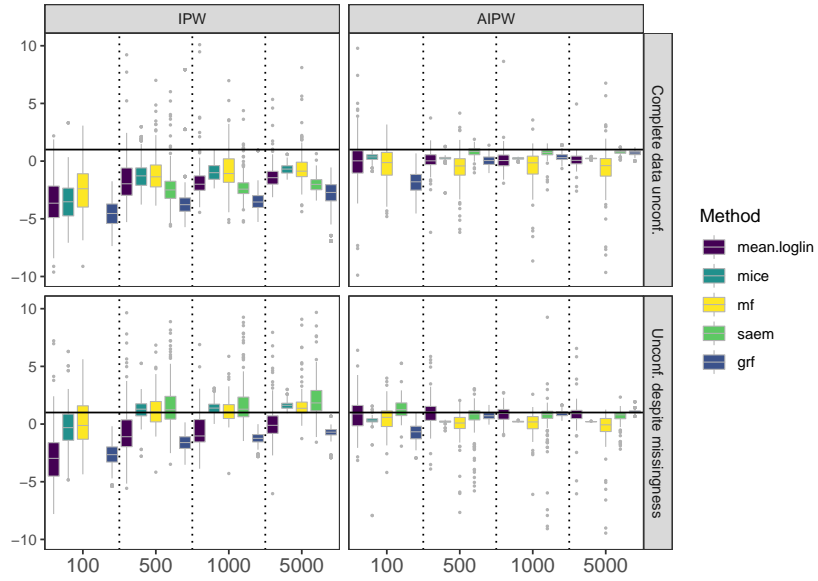 IPW
AIPW
10
5
0
−5
−10
Complete data unconf.
10
5
0
−5
−10
Unconf. despite missingness
100
500
1000
5000
100
500
1000
5000
Method
mean.loglin
mice
mf
saem
grf